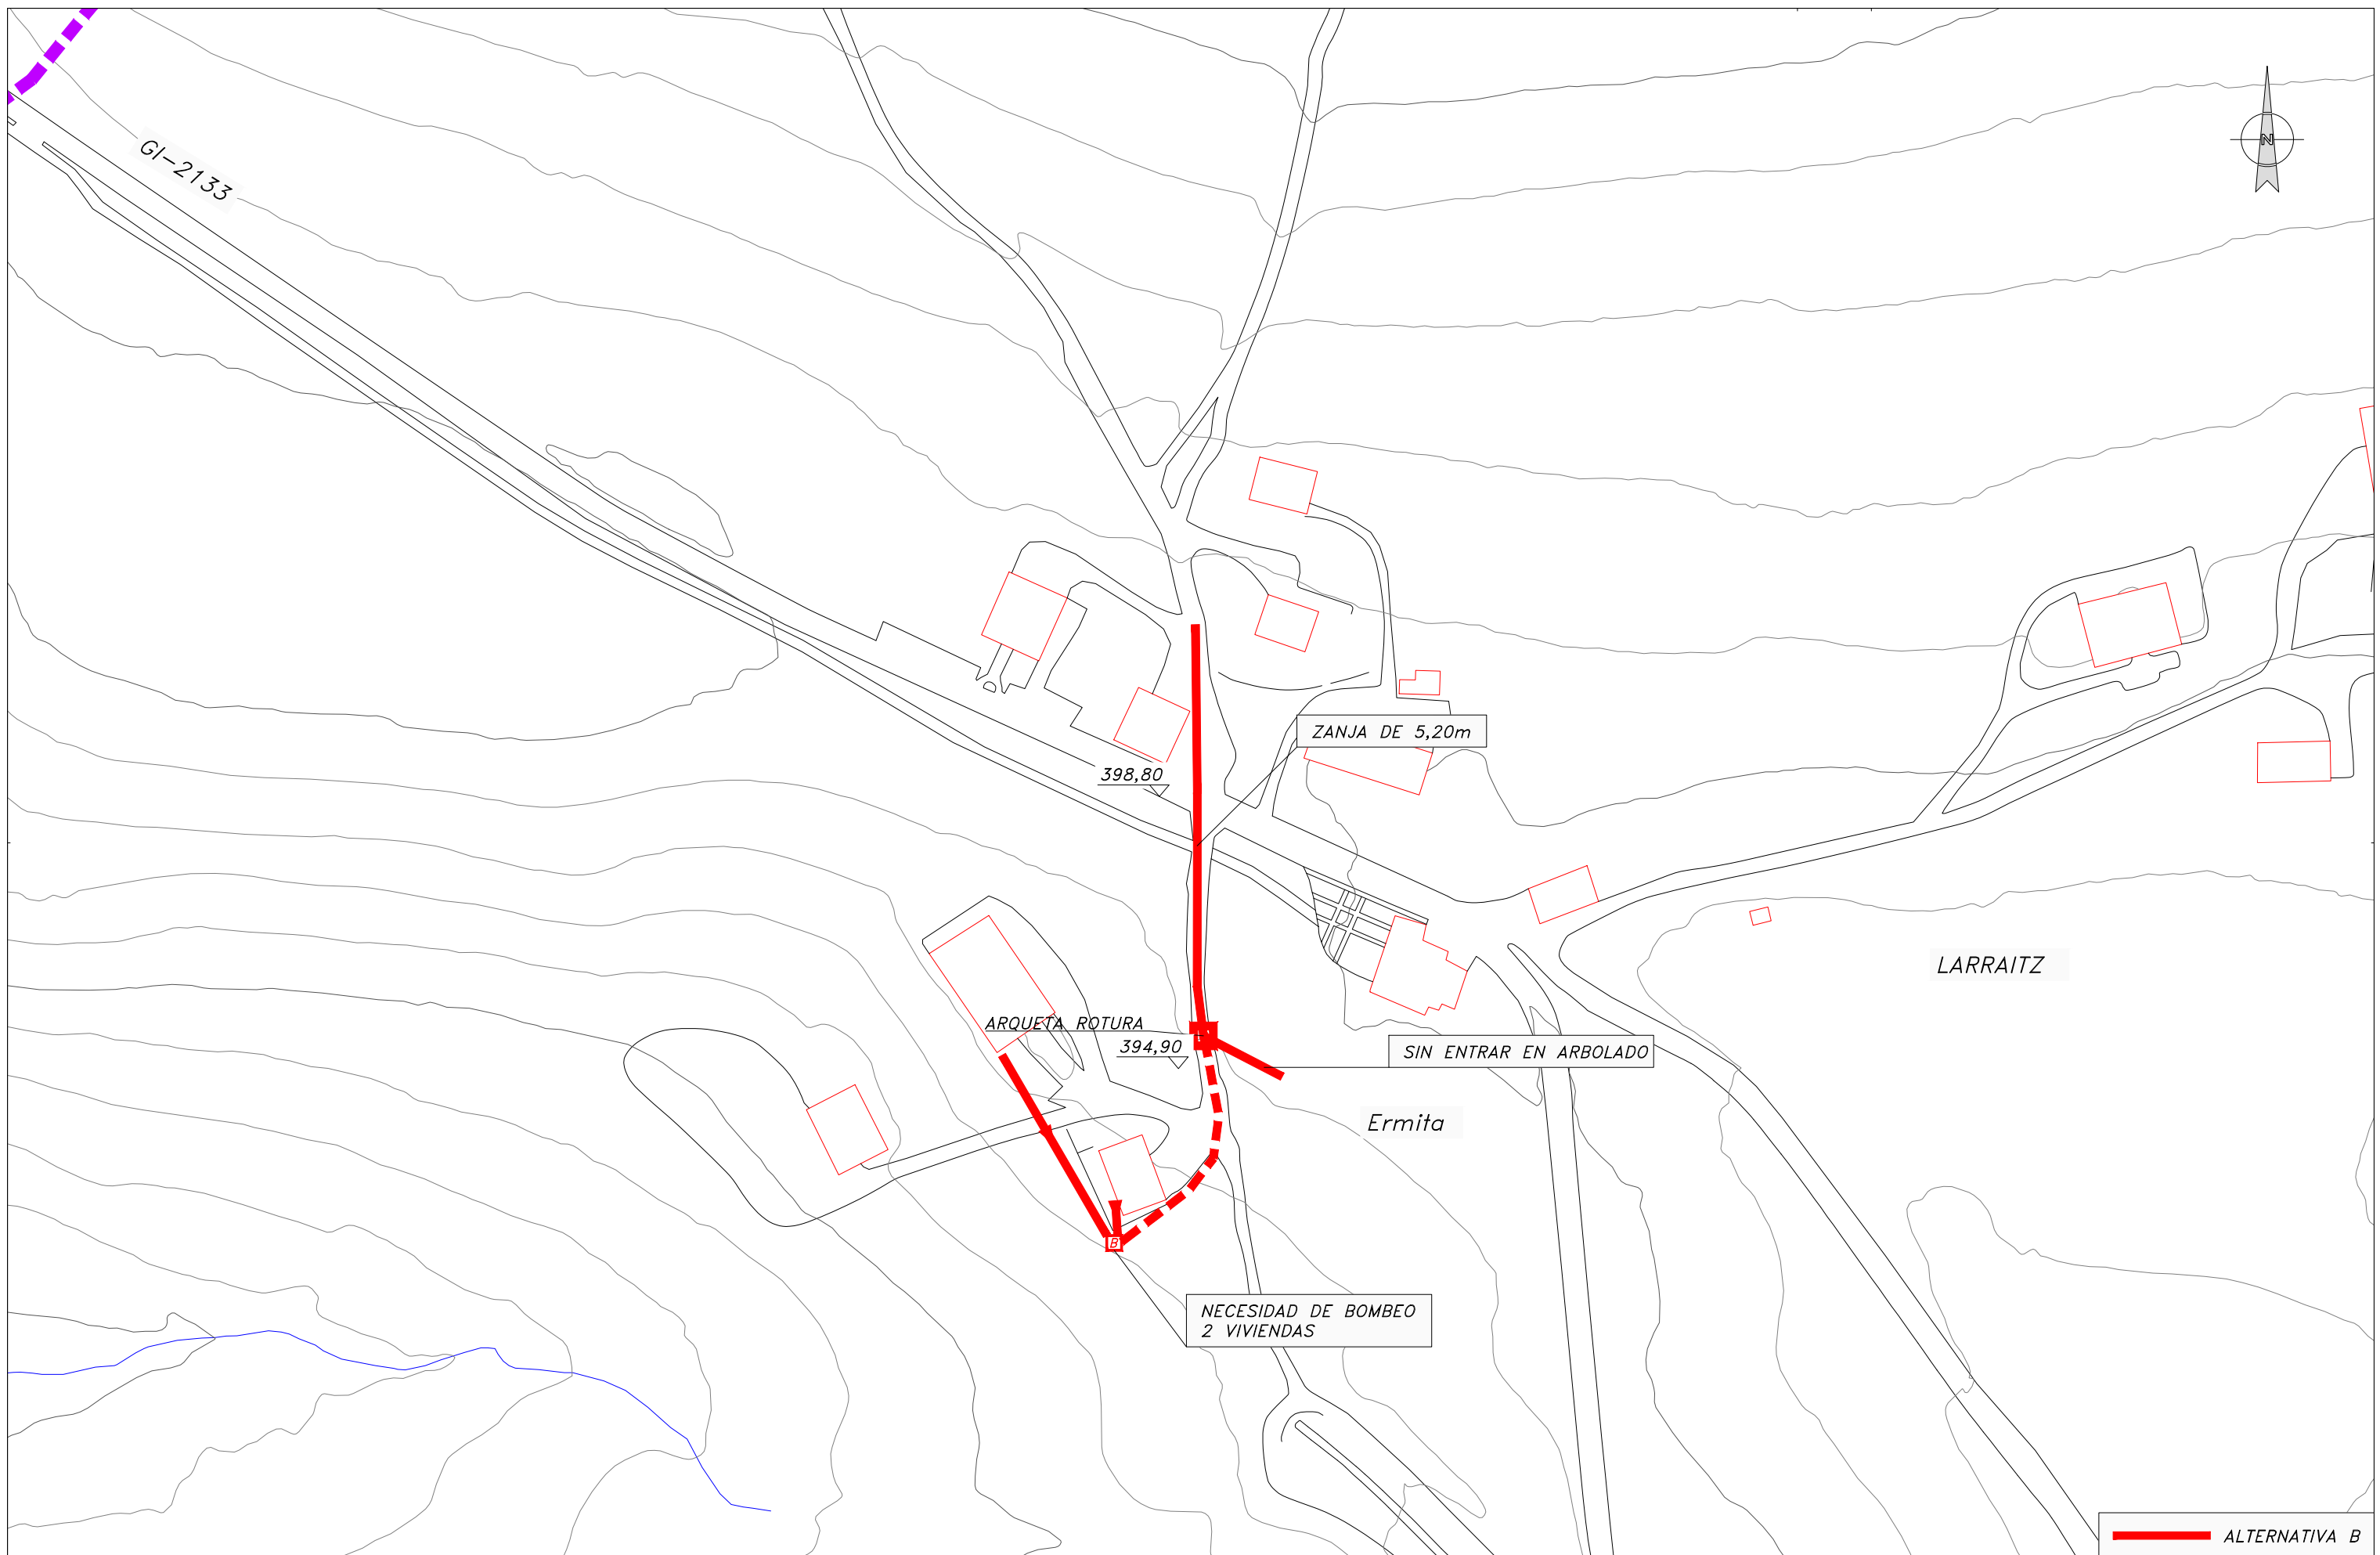 GI-2133
N
ZANJA DE 5,20m
398,80
LARRAITZ
ARQUETA ROTURA
394,90
SIN ENTRAR EN ARBOLADO
Ermita
B
NECESIDAD DE BOMBEO
2 VIVIENDAS
ALTERNATIVA B